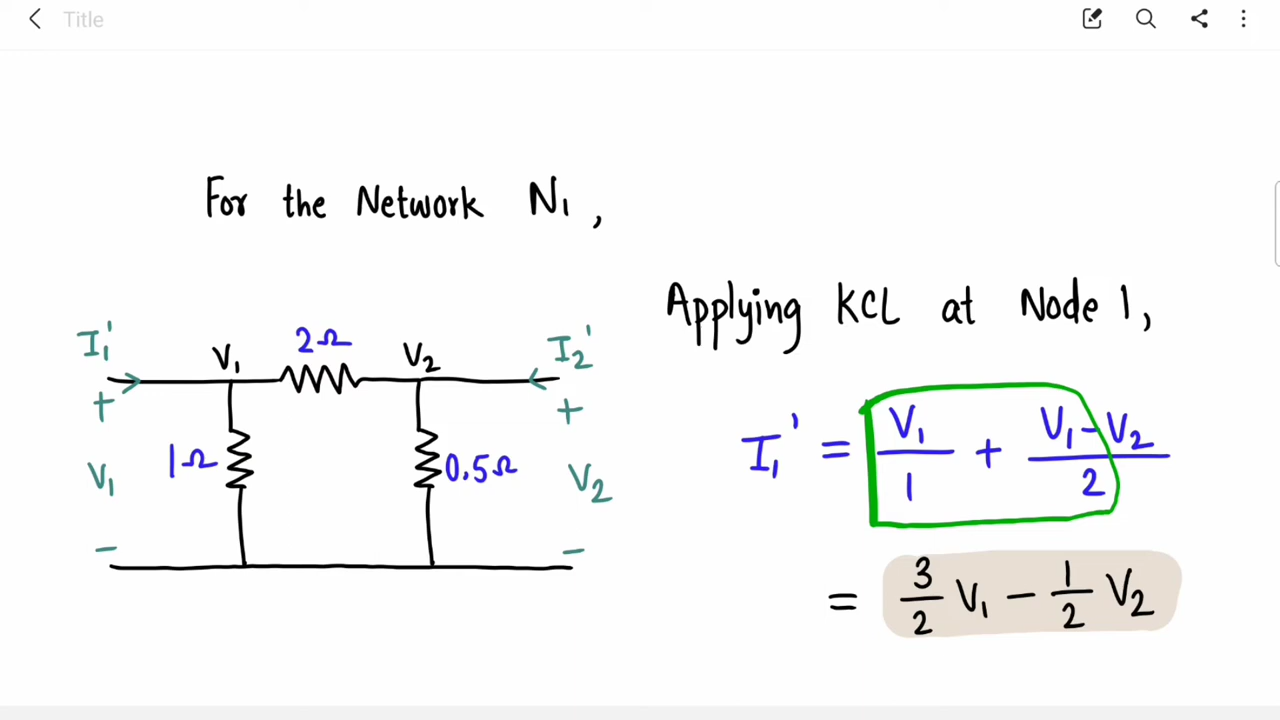 Title
For the Network N1,
Applying KCL at Node 1,
I1' = V1/1 + (V1-V2)/2
= 3/2 V1 - 1/2 V2
I1'
V1
2Ω
V2
I2'
+
+
V1
1Ω
0.5Ω
V2
-
-